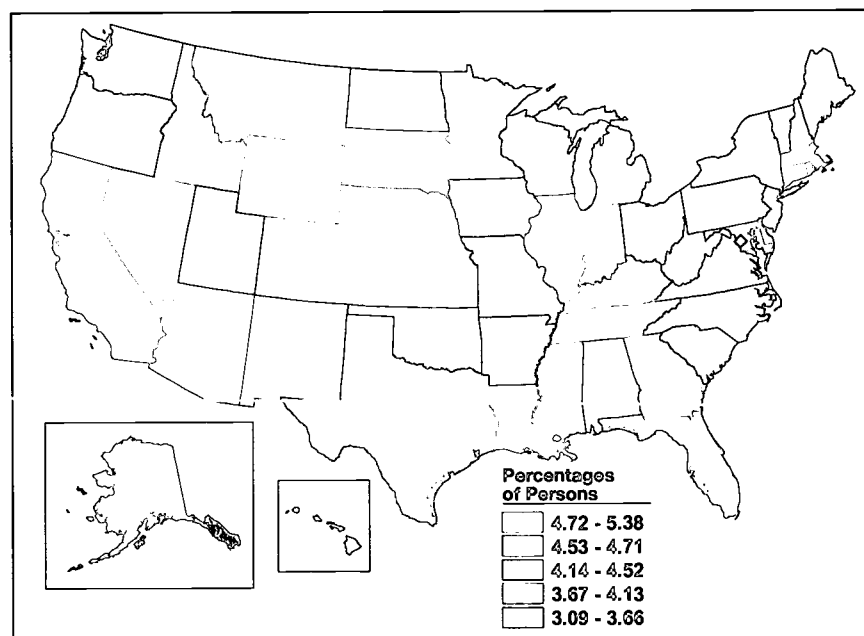 Percentages
of Persons
4.72 - 5.38
4.53 - 4.71
4.14 - 4.52
3.67 - 4.13
3.09 - 3.66